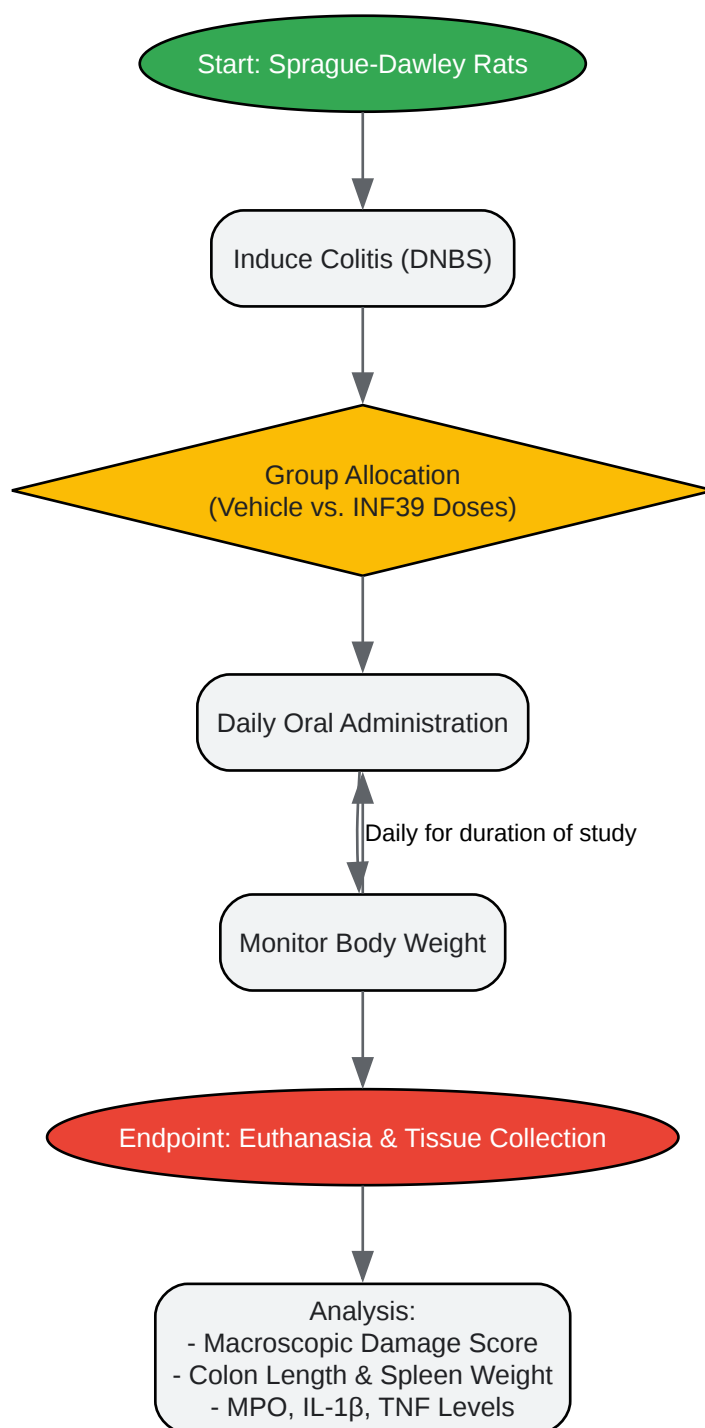 Start: Sprague-Dawley Rats
Induce Colitis (DNBS)
Group Allocation
(Vehicle vs. INF39 Doses)
Daily Oral Administration
Daily for duration of study
Monitor Body Weight
Endpoint: Euthanasia & Tissue Collection
Analysis:
- Macroscopic Damage Score
- Colon Length & Spleen Weight
- MPO, IL-1β, TNF Levels